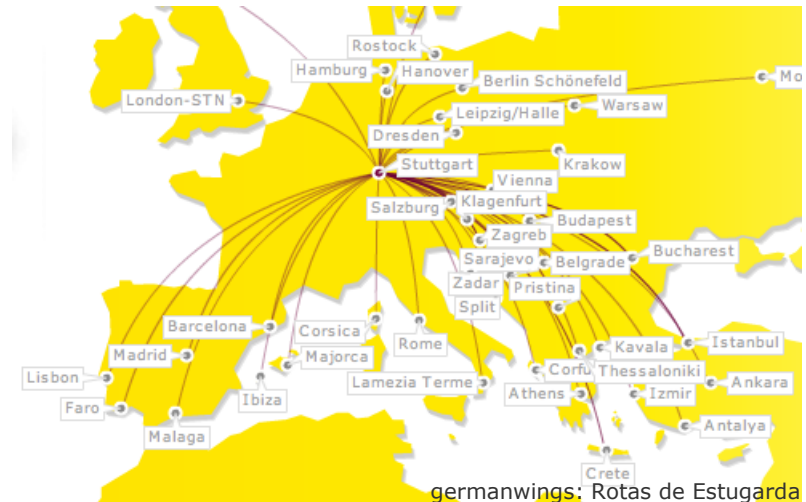 Rostock
Hamburg
Hanover
Berlin Schönefeld
London-STN
Leipzig/Halle
Warsaw
Dresden
Stuttgart
Krakow
Vienna
Salzburg
Klagenfurt
Budapest
Zagreb
Sarajevo
Belgrade
Bucharest
Zadar
Pristina
Split
Barcelona
Corsica
Rome
Istanbul
Madrid
Majorca
Kavala
Lisbon
Ibiza
Lamezia Terme
Corfu
Thessaloniki
Ankara
Faro
Athens
Izmir
Malaga
Antalya
Crete
germanwings: Rotas de Estugarda